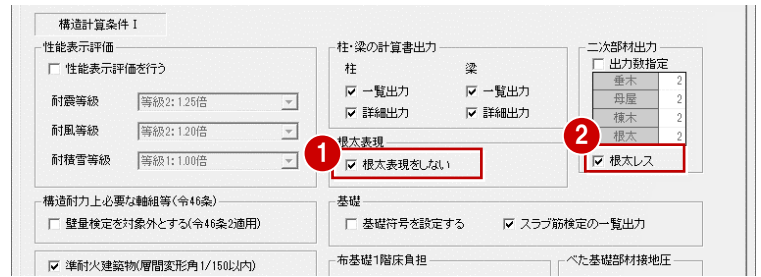 構造計算条件Ⅰ
性能表示評価
性能表示評価を行う
耐震等級 等級2:1.25倍
耐風等級 等級2:1.20倍
耐積雪等級 等級1:1.00倍
柱・梁の計算書出力
柱 梁
一覧出力 一覧出力
詳細出力 詳細出力
根太表現
1
根太表現をしない
二次部材出力
出力数指定
垂木 2
母屋 2
棟木 2
根太 2
2
根太レス
構造耐力上必要な軸組等(令46条)
壁量検定を対象外とする(令46条2適用)
基礎
基礎符号を設定する スラブ筋検定の一覧出力
準耐火建築物(層間変形角1/150以内)
布基礎1階床負担
べた基礎部材接地圧